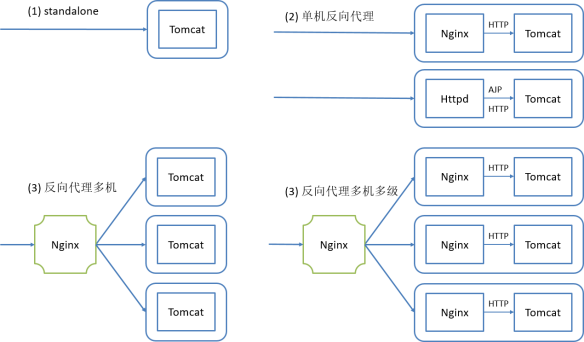 (1) standalone
Tomcat
(2) 单机反向代理
Nginx
HTTP
Tomcat
Httpd
AJP
HTTP
Tomcat
(3) 反向代理多机
Nginx
Tomcat
Tomcat
Tomcat
(3) 反向代理多机多级
Nginx
Nginx
HTTP
Tomcat
Nginx
HTTP
Tomcat
Nginx
HTTP
Tomcat